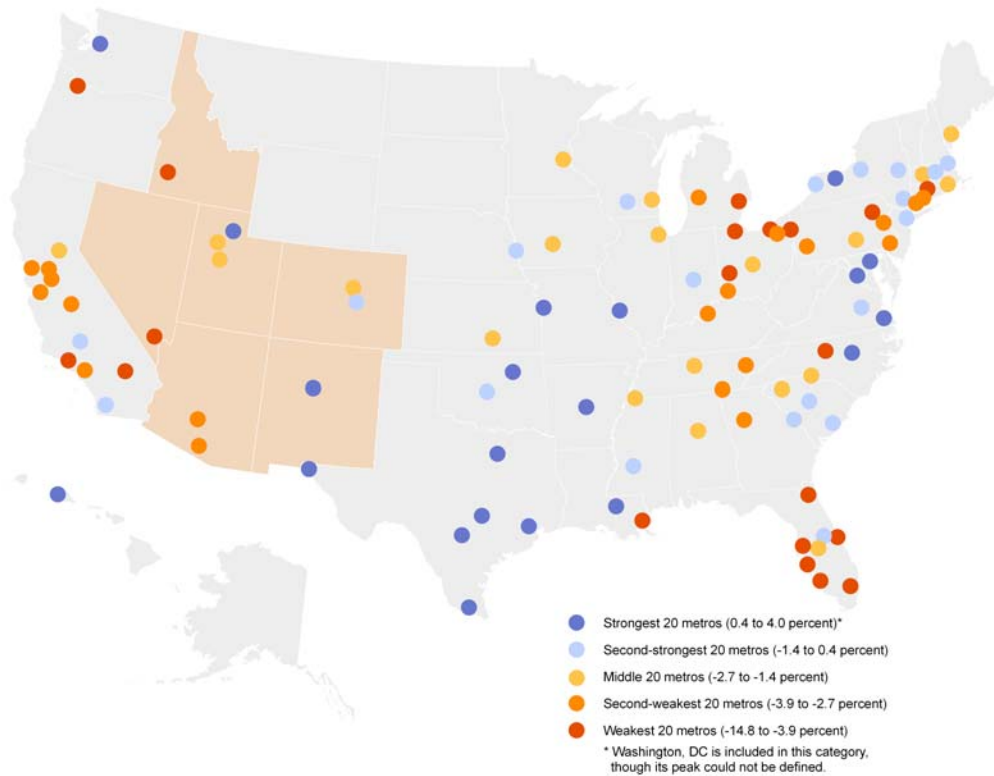 Strongest 20 metros (0.4 to 4.0 percent)*
Second-strongest 20 metros (-1.4 to 0.4 percent)
Middle 20 metros (-2.7 to -1.4 percent)
Second-weakest 20 metros (-3.9 to -2.7 percent)
Weakest 20 metros (-14.8 to -3.9 percent)
* Washington, DC is included in this category,
though its peak could not be defined.